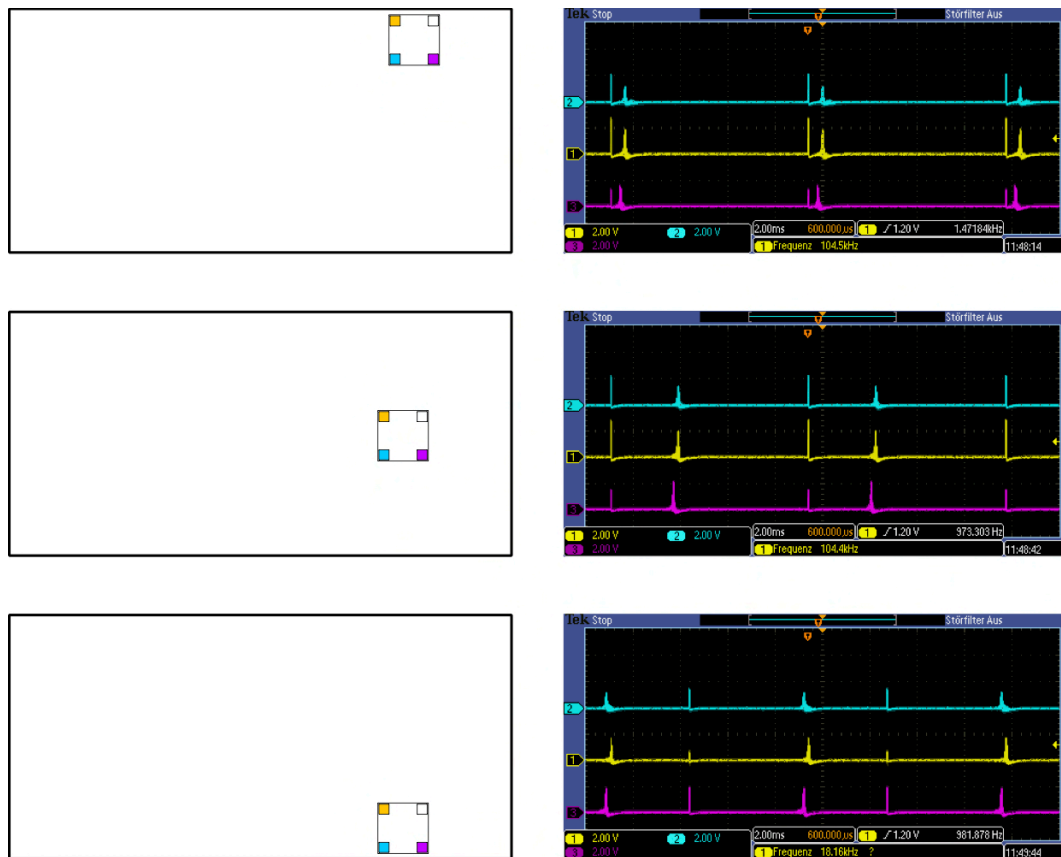 Tek Stop Störfilter Aus
2
1
3
1 2.00 V 2 2.00 V 2.00ms 600.000µs 1 / 1.20 V 1.47184kHz
3 2.00 V 1 Frequenz 104.5kHz 11:48:14
Tek Stop Störfilter Aus
2
1
3
1 2.00 V 2 2.00 V 2.00ms 600.000µs 1 / 1.20 V 973.303 Hz
3 2.00 V 1 Frequenz 104.4kHz 11:48:42
Tek Stop Störfilter Aus
2
1
3
1 2.00 V 2 2.00 V 2.00ms 600.000µs 1 / 1.20 V 981.878 Hz
3 2.00 V 1 Frequenz 18.16kHz ? 11:49:44